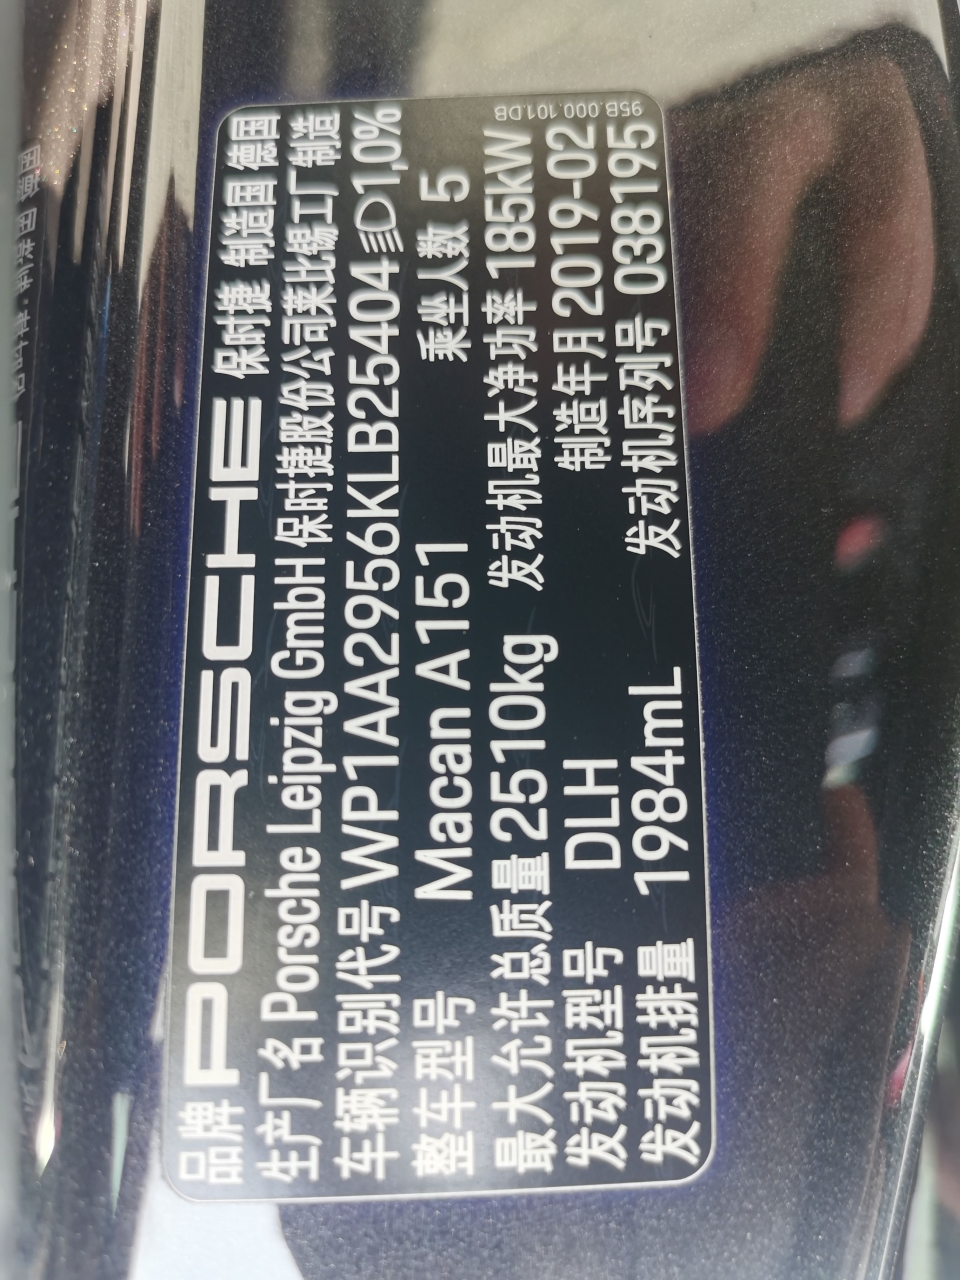 品牌 PORSCHE 保时捷 制造国 德国
生产厂名 Porsche Leipzig GmbH 保时捷股份公司莱比锡工厂 制造
车辆识别代号 WP1AA2956KLB25404 1,0%
整车型号 Macan A151 乘坐人数 5
最大允许总质量 2510kg 发动机最大净功率 185kW
发动机型号 DLH 制造年月 2019-02
发动机排量 1984mL 发动机序列号 038195
95B.000.101.DB